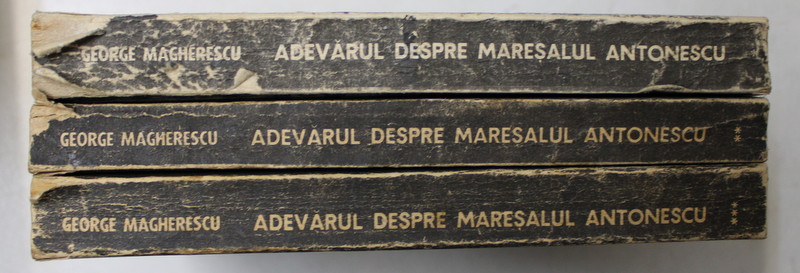 GEORGE MAGHERESCU ADEVĂRUL DESPRE MAREȘALUL ANTONESCU
GEORGE MAGHERESCU ADEVĂRUL DESPRE MAREȘALUL ANTONESCU **
GEORGE MAGHERESCU ADEVĂRUL DESPRE MAREȘALUL ANTONESCU ***